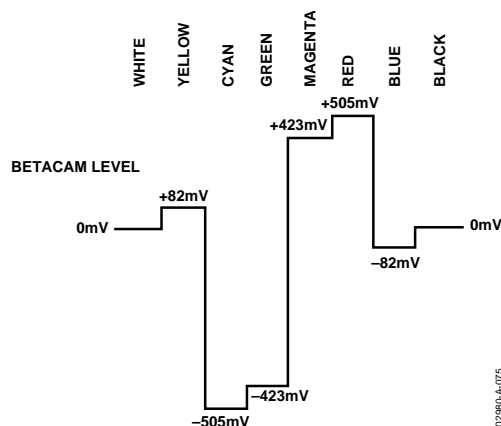 WHITE
YELLOW
CYAN
GREEN
MAGENTA
RED
BLUE
BLACK
+505mV
+423mV
BETACAM LEVEL
+82mV
0mV
0mV
–82mV
–423mV
–505mV
02980-A-075